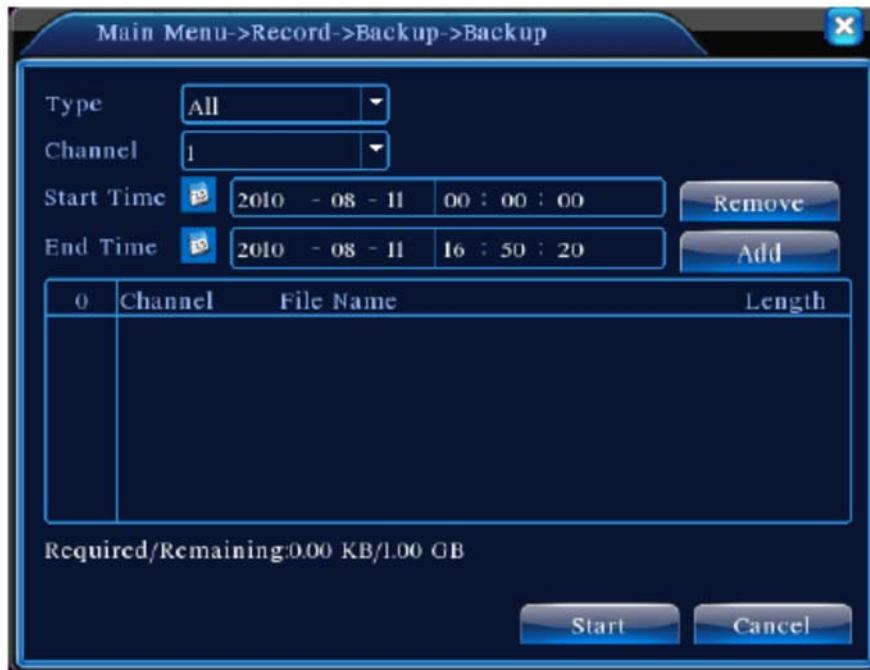 Main Menu->Record->Backup->Backup
Type All
Channel 1
Start Time 2010 - 08 - 11 00 : 00 : 00 Remove
End Time 2010 - 08 - 11 16 : 50 : 20 Add
0 Channel File Name Length
Required/Remaining:0.00 KB/1.00 GB
Start Cancel